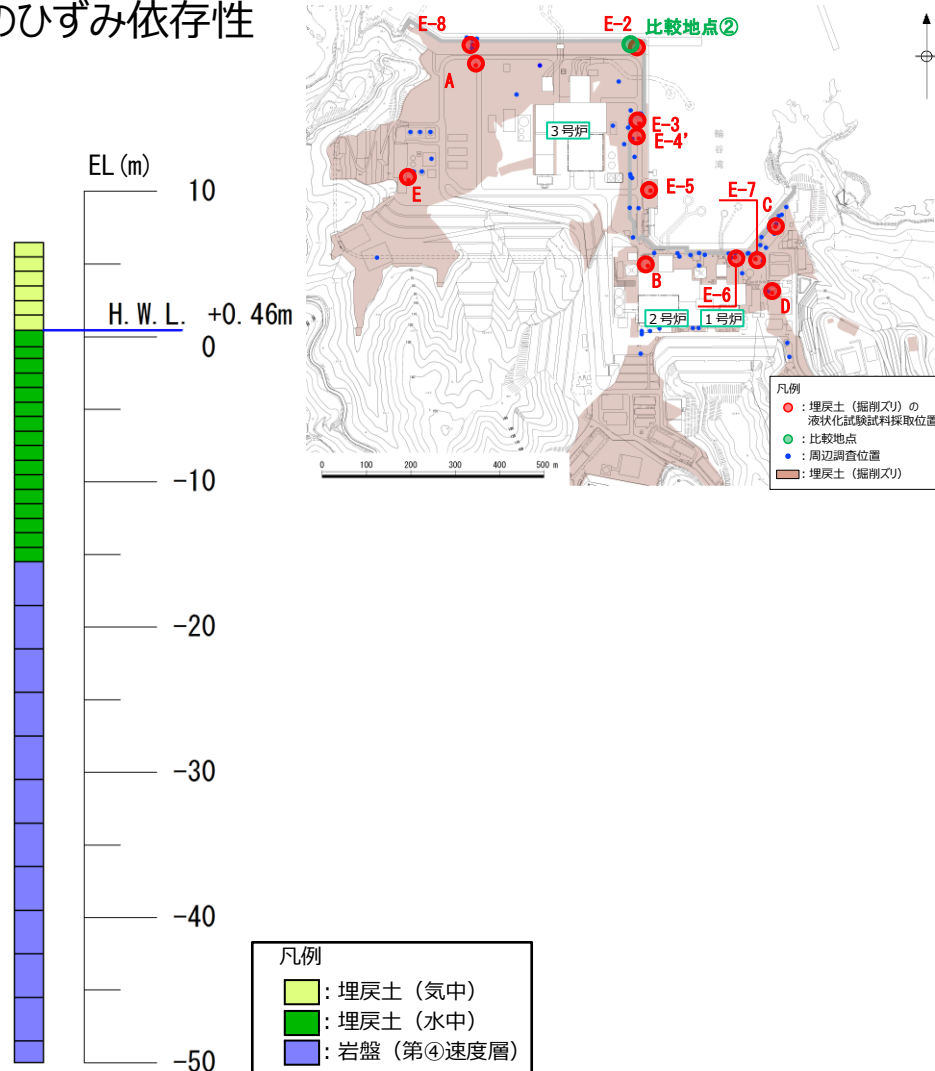 のひずみ依存性
EL(m)
10
H.W.L. +0.46m
0
-10
-20
-30
-40
-50
凡例
：埋戻土（気中）
：埋戻土（水中）
：岩盤（第④速度層）
E-8
E-2
比較地点②
A
3号炉
E-3
E-4'
輪谷湾
E
E-5
E-7
C
B
E-6
D
2号炉
1号炉
0 100 200 300 400 500 m
凡例
：埋戻土（掘削ズリ）の
液状化試験試料採取位置
：比較地点
：周辺調査位置
：埋戻土（掘削ズリ）